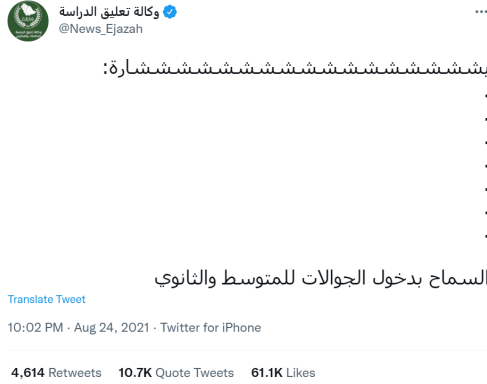 وكالة تعليق الدراسة
@News_Ejazah
يشششششششششششششششششششارة:
.
.
.
.
.
.
.
السماح بدخول الجوالات للمتوسط والثانوي
Translate Tweet
10:02 PM · Aug 24, 2021 · Twitter for iPhone
4,614 Retweets 10.7K Quote Tweets 61.1K Likes